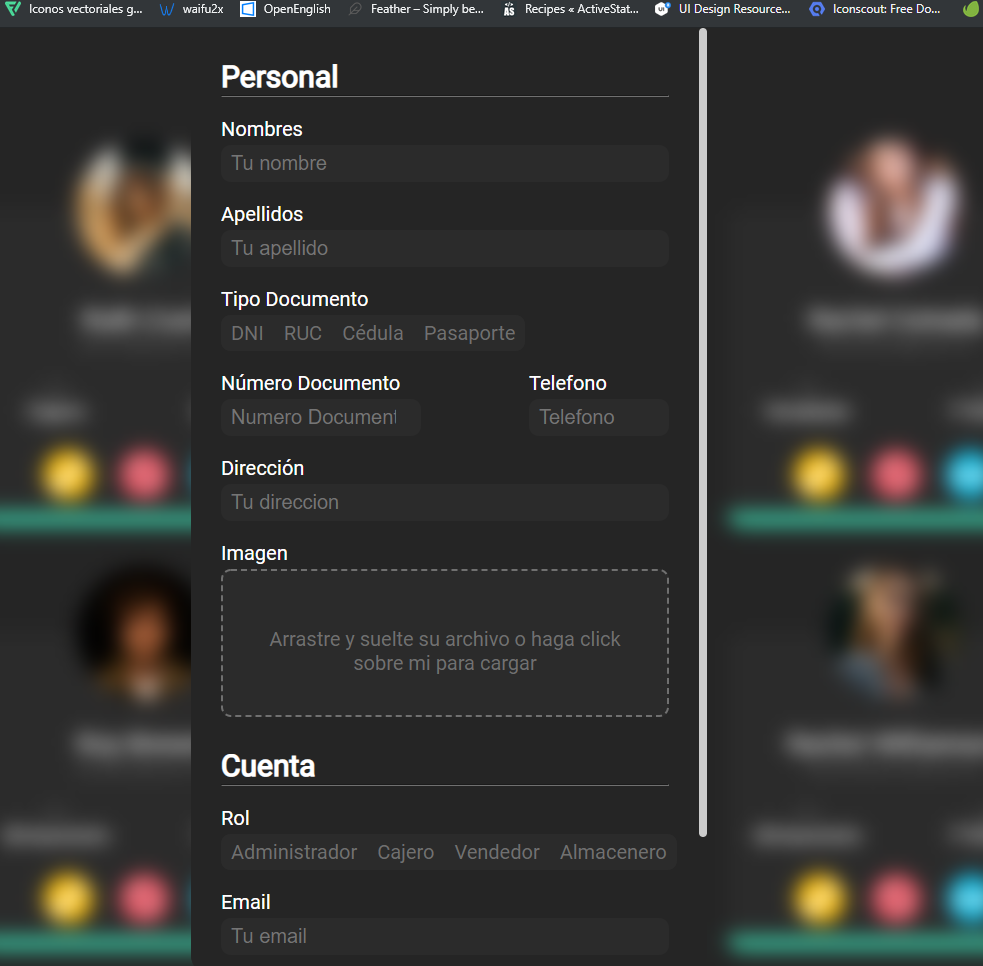 Iconos vectoriales g...
waifu2x
OpenEnglish
Feather – Simply be...
Recipes « ActiveStat...
UI Design Resource...
Iconscout: Free Do...
Personal
Nombres
Tu nombre
Apellidos
Tu apellido
Tipo Documento
DNI RUC Cédula Pasaporte
Número Documento Telefono
Numero Document Telefono
Dirección
Tu direccion
Imagen
Arrastre y suelte su archivo o haga click
sobre mi para cargar
Cuenta
Rol
Administrador Cajero Vendedor Almacenero
Email
Tu email